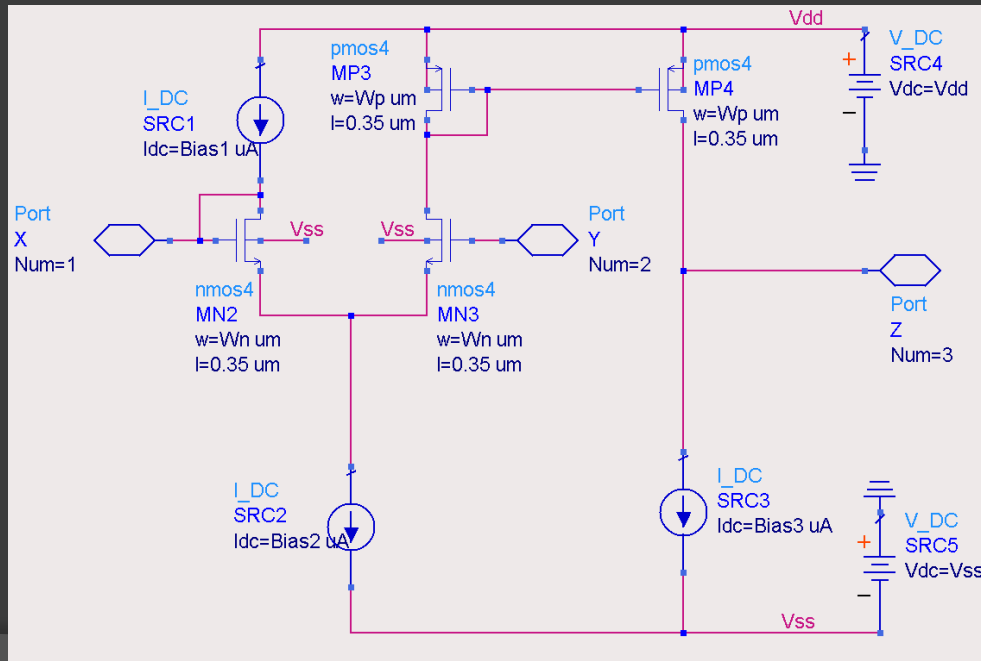 Vdd
pmos4
MP3
w=Wp um
l=0.35 um
pmos4
MP4
w=Wp um
l=0.35 um
V_DC
SRC4
Vdc=Vdd
+
−
I_DC
SRC1
Idc=Bias1 uA
Port
X
Num=1
Vss
Vss
Port
Y
Num=2
nmos4
MN2
w=Wn um
l=0.35 um
nmos4
MN3
w=Wn um
l=0.35 um
Port
Z
Num=3
I_DC
SRC2
Idc=Bias2 uA
I_DC
SRC3
Idc=Bias3 uA
V_DC
SRC5
Vdc=Vss
+
−
Vss